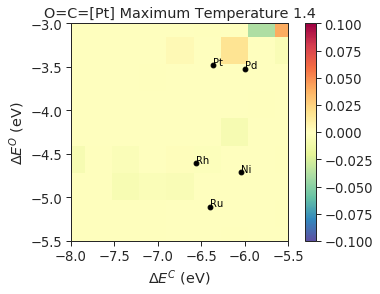 O=C=[Pt] Maximum Temperature 1.4
−3.0
−3.5
−4.0
−4.5
−5.0
−5.5
ΔE^O (eV)
Pt
Pd
Rh
Ni
Ru
−8.0 −7.5 −7.0 −6.5 −6.0 −5.5
ΔE^C (eV)
0.100
0.075
0.050
0.025
0.000
−0.025
−0.050
−0.075
−0.100